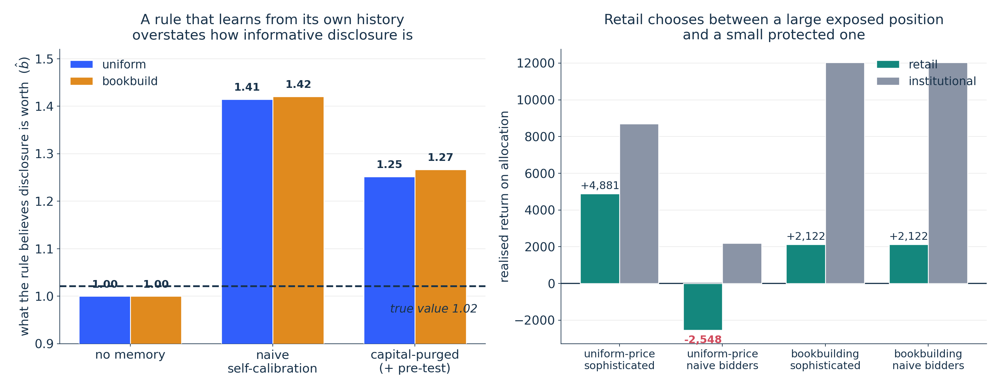 A rule that learns from its own history
overstates how informative disclosure is
what the rule believes disclosure is worth (b̂)
1.5
1.4
1.3
1.2
1.1
1.0
0.9
uniform
bookbuild
1.00
1.00
1.41
1.42
1.25
1.27
true value 1.02
no memory
naive
self-calibration
capital-purged
(+ pre-test)
Retail chooses between a large exposed position
and a small protected one
realised return on allocation
12000
10000
8000
6000
4000
2000
0
−2000
retail
institutional
+4,881
-2,548
+2,122
+2,122
uniform-price
sophisticated
uniform-price
naive bidders
bookbuilding
sophisticated
bookbuilding
naive bidders